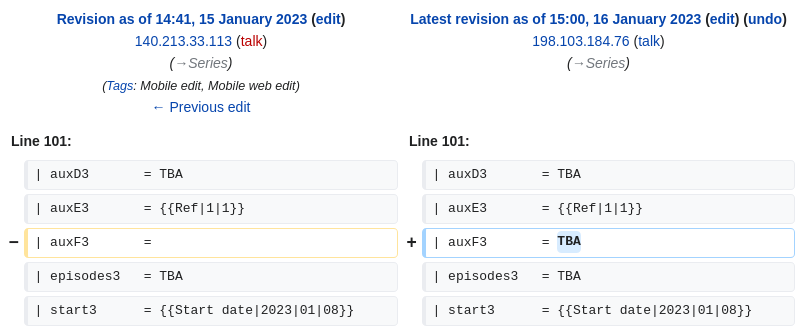 Revision as of 14:41, 15 January 2023 (edit)
140.213.33.113 (talk)
(→Series)
(Tags: Mobile edit, Mobile web edit)
← Previous edit
Latest revision as of 15:00, 16 January 2023 (edit) (undo)
198.103.184.76 (talk)
(→Series)
Line 101:
| auxD3 = TBA
| auxE3 = {{Ref|1|1}}
− | auxF3 =
| episodes3 = TBA
| start3 = {{Start date|2023|01|08}}
Line 101:
| auxD3 = TBA
| auxE3 = {{Ref|1|1}}
+ | auxF3 = TBA
| episodes3 = TBA
| start3 = {{Start date|2023|01|08}}